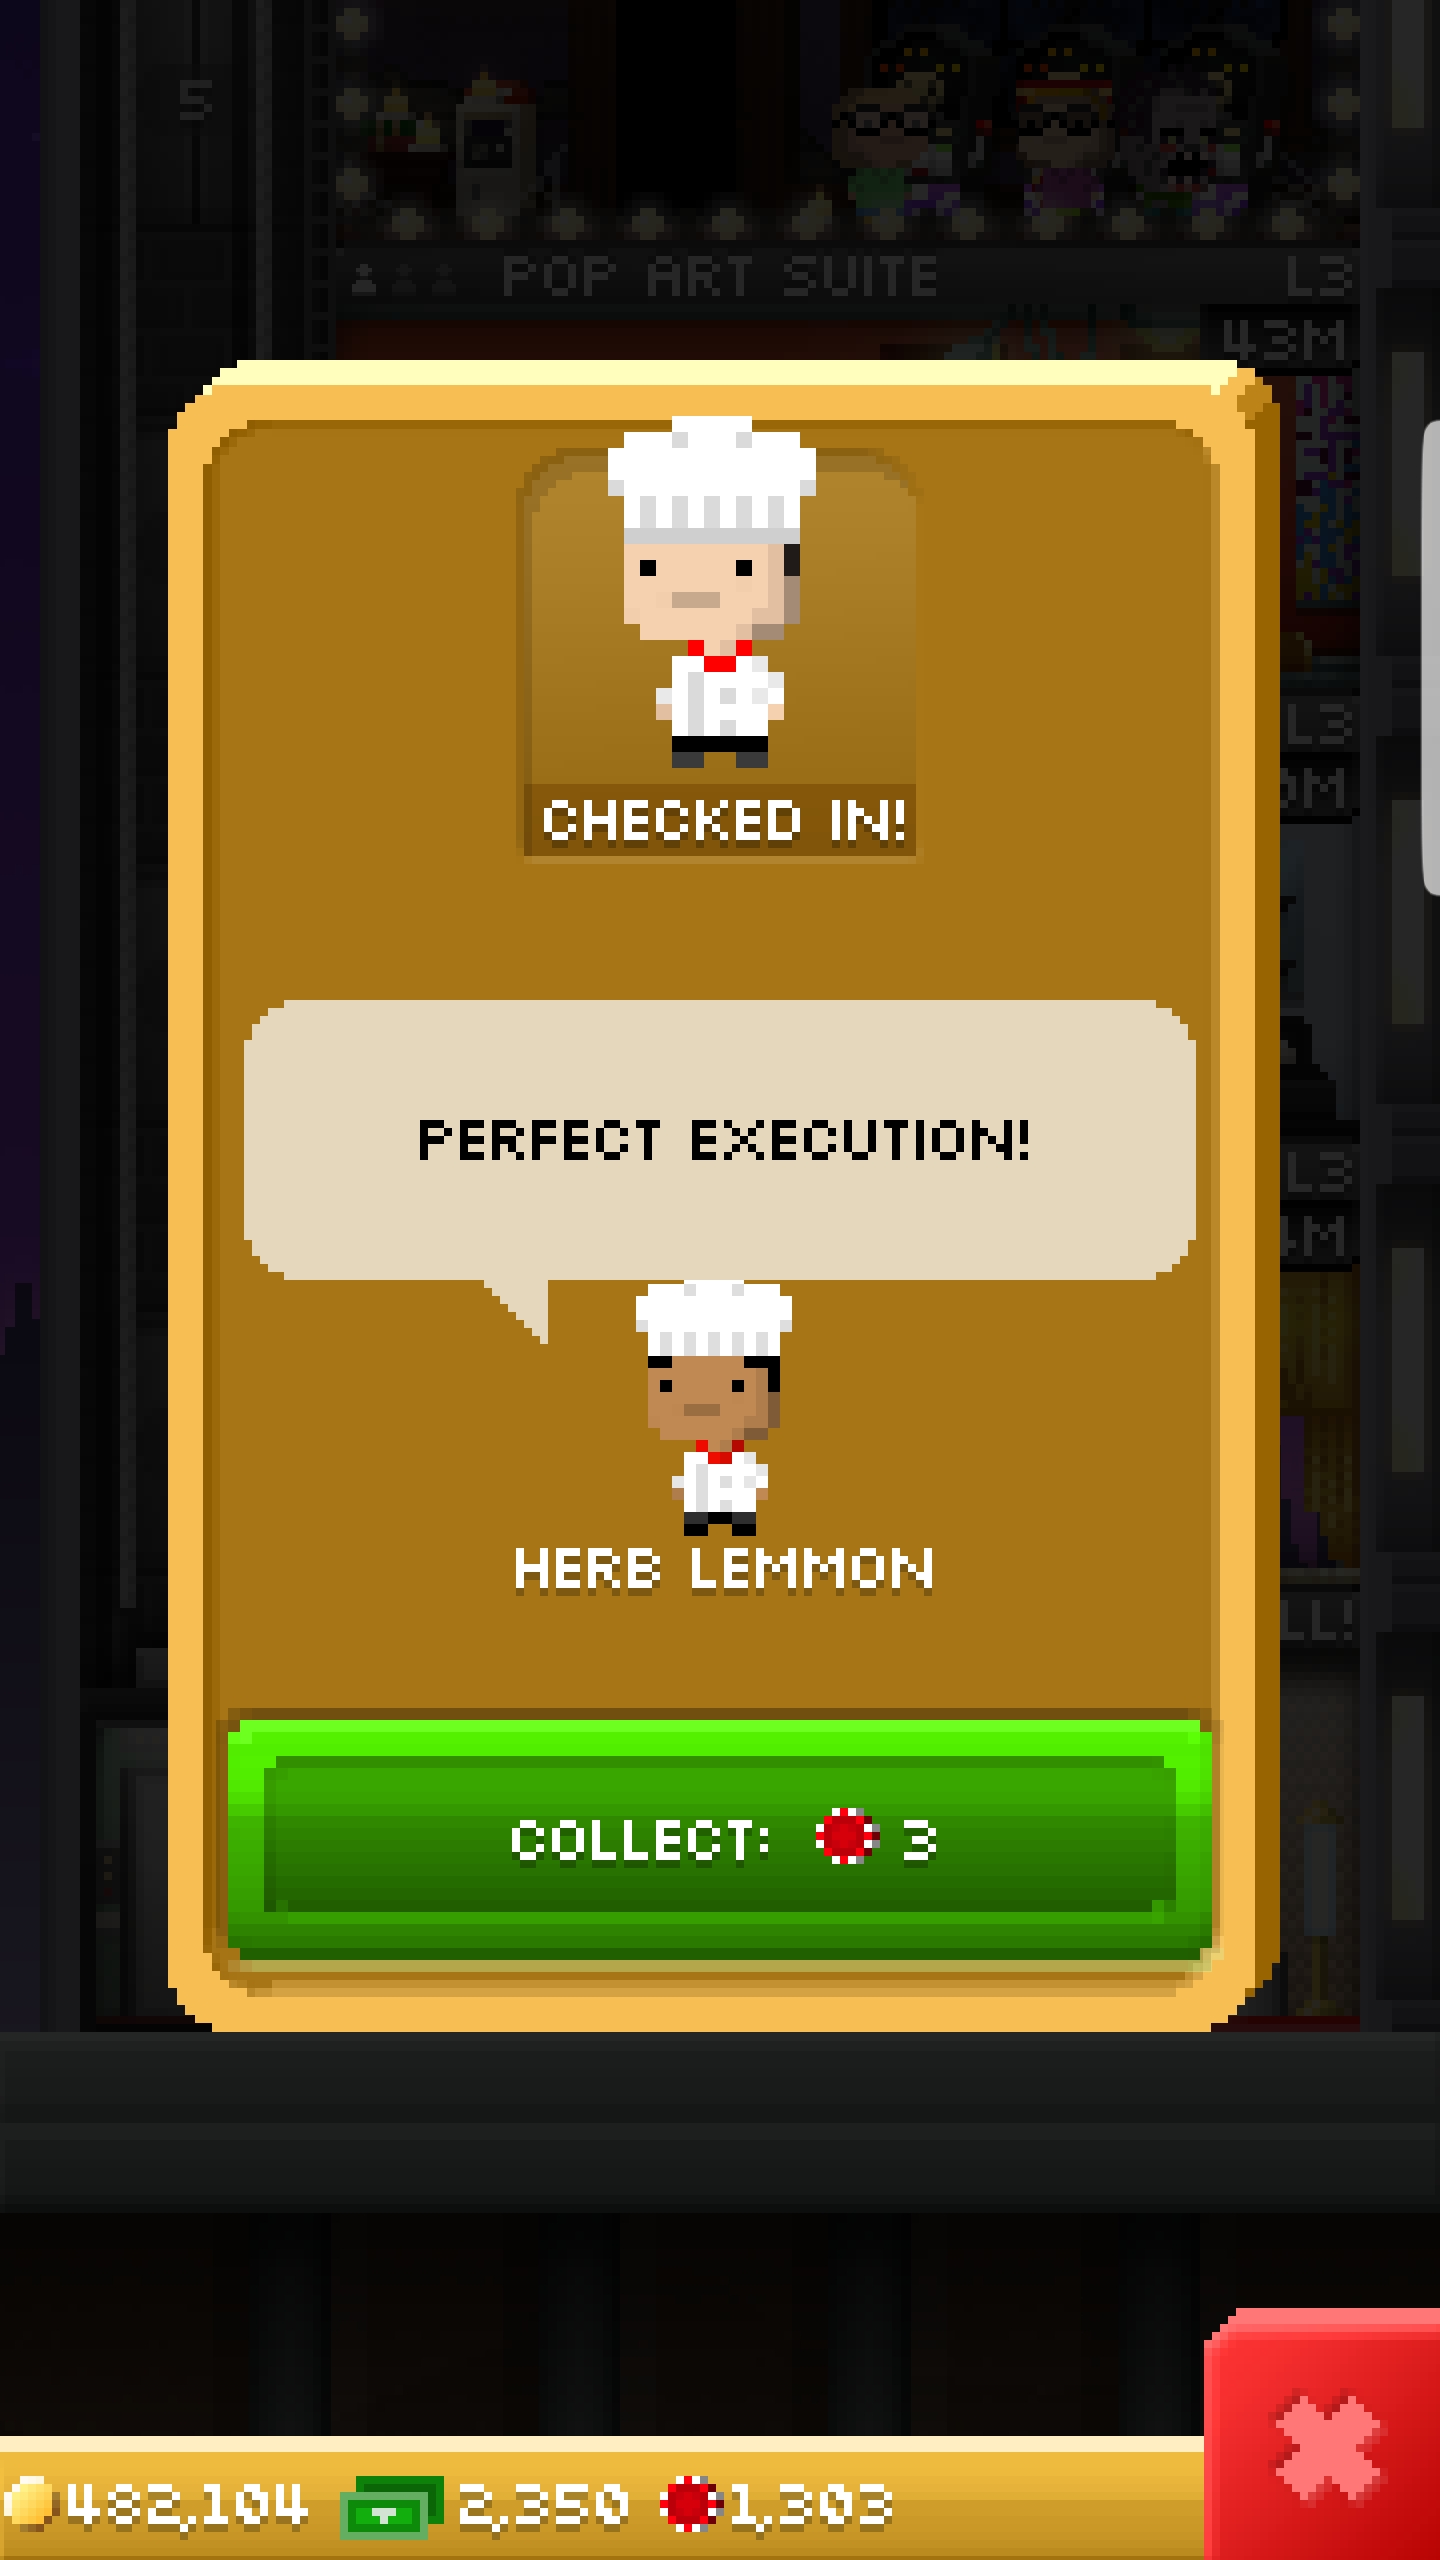 5
POP ART SUITE
L3
43M
L3
0M
CHECKED IN!
PERFECT EXECUTION!
L3
M
HERB LEMMON
LL!
COLLECT: 3
482,104 2,350 1,303